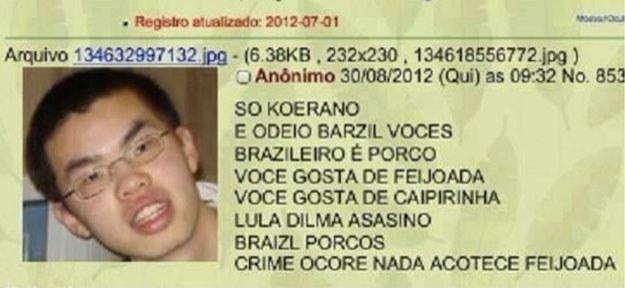 Registro atualizado: 2012-07-01
Arquivo 134632997132.jpg - (6.38KB , 232x230 , 134618556772.jpg )
Anônimo 30/08/2012 (Qui) as 09:32 No. 853
SO KOERANO
E ODEIO BARZIL VOCES
BRAZILEIRO É PORCO
VOCE GOSTA DE FEIJOADA
VOCE GOSTA DE CAIPIRINHA
LULA DILMA ASASINO
BRAIZL PORCOS
CRIME OCORE NADA ACOTECE FEIJOADA